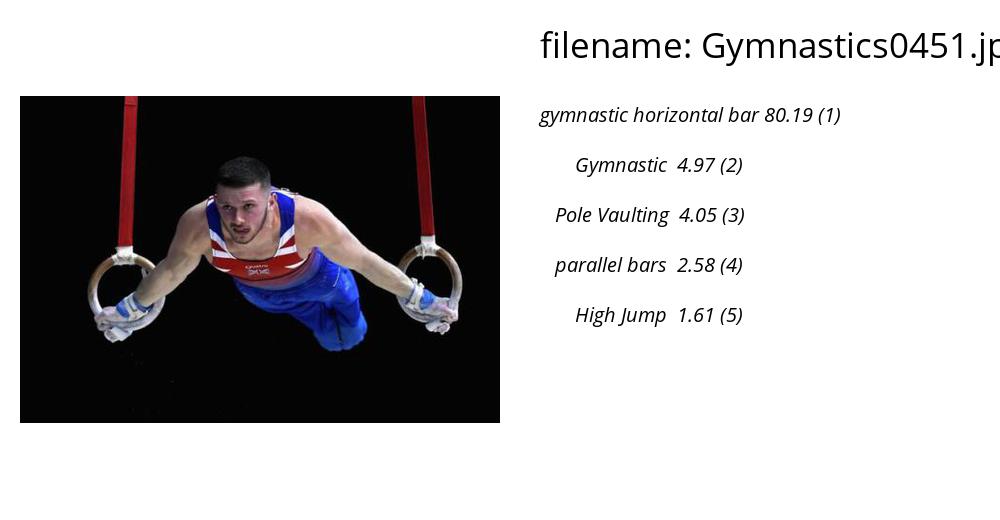 filename: Gymnastics0451.jp
gymnastic horizontal bar 80.19 (1)
Gymnastic 4.97 (2)
Pole Vaulting 4.05 (3)
parallel bars 2.58 (4)
High Jump 1.61 (5)